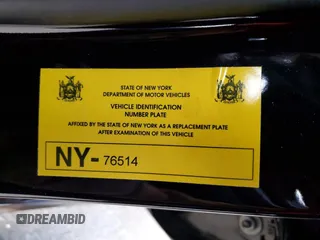 STATE OF NEW YORK
DEPARTMENT OF MOTOR VEHICLES
VEHICLE IDENTIFICATION
NUMBER PLATE
AFFIXED BY THE STATE OF NEW YORK AS A REPLACEMENT PLATE
AFTER EXAMINATION OF THIS VEHICLE
NY- 76514
DREAMBID